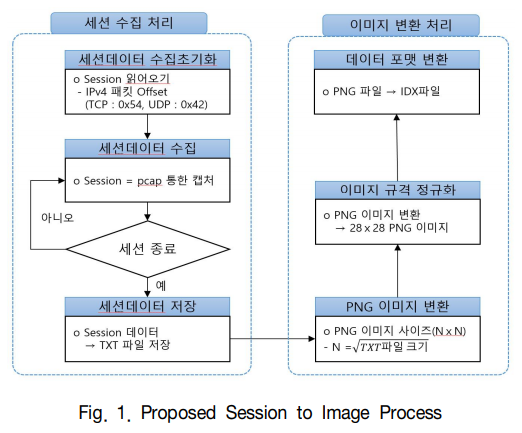 세션 수집 처리
세션데이터 수집초기화
o Session 읽어오기
- IPv4 패킷 Offset
(TCP : 0x54, UDP : 0x42)
세션데이터 수집
o Session = pcap 통한 캡처
아니오
세션 종료
예
세션데이터 저장
o Session 데이터
→ TXT 파일 저장
이미지 변환 처리
데이터 포맷 변환
o PNG 파일 → IDX파일
이미지 규격 정규화
o PNG 이미지 변환
→ 28 x 28 PNG 이미지
PNG 이미지 변환
o PNG 이미지 사이즈(N x N)
- N =√TXT파일 크기
Fig. 1. Proposed Session to Image Process